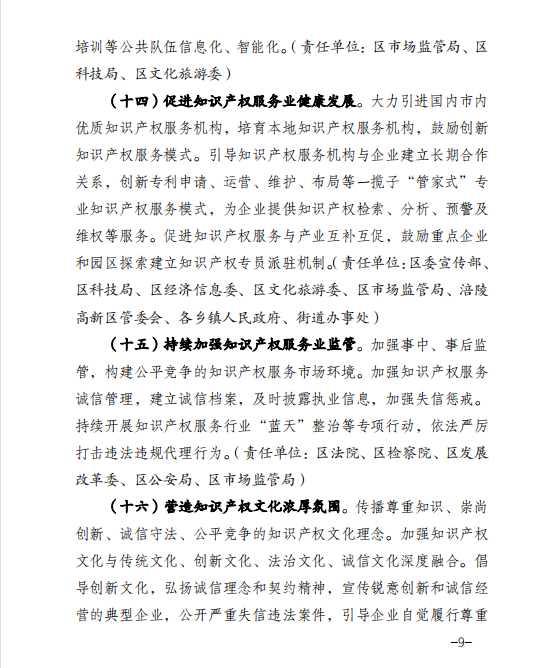 培训等公共队伍信息化、智能化。（责任单位：区市场监管局、区
科技局、区文化旅游委）
（十四）促进知识产权服务业健康发展。大力引进国内市内
优质知识产权服务机构，培育本地知识产权服务机构，鼓励创新
知识产权服务模式。引导知识产权服务机构与企业建立长期合作
关系，创新专利申请、运营、维护、布局等一揽子“管家式”专
业知识产权服务模式，为企业提供知识产权检索、分析、预警及
维权等服务。促进知识产权服务与产业互补互促，鼓励重点企业
和园区探索建立知识产权专员派驻机制。（责任单位：区委宣传部、
区科技局、区经济信息委、区文化旅游委、区市场监管局、涪陵
高新区管委会、各乡镇人民政府、街道办事处）
（十五）持续加强知识产权服务业监管。加强事中、事后监
管，构建公平竞争的知识产权服务市场环境。加强知识产权服务
诚信管理，建立诚信档案，及时披露执业信息，加强失信惩戒。
持续开展知识产权服务行业“蓝天”整治等专项行动，依法严厉
打击违法违规代理行为。（责任单位：区法院、区检察院、区发展
改革委、区公安局、区市场监管局）
（十六）营造知识产权文化浓厚氛围。传播尊重知识、崇尚
创新、诚信守法、公平竞争的知识产权文化理念。加强知识产权
文化与传统文化、创新文化、法治文化、诚信文化深度融合。倡
导创新文化，弘扬诚信理念和契约精神，宣传锐意创新和诚信经
营的典型企业，公开严重失信违法案件，引导企业自觉履行尊重
—9—